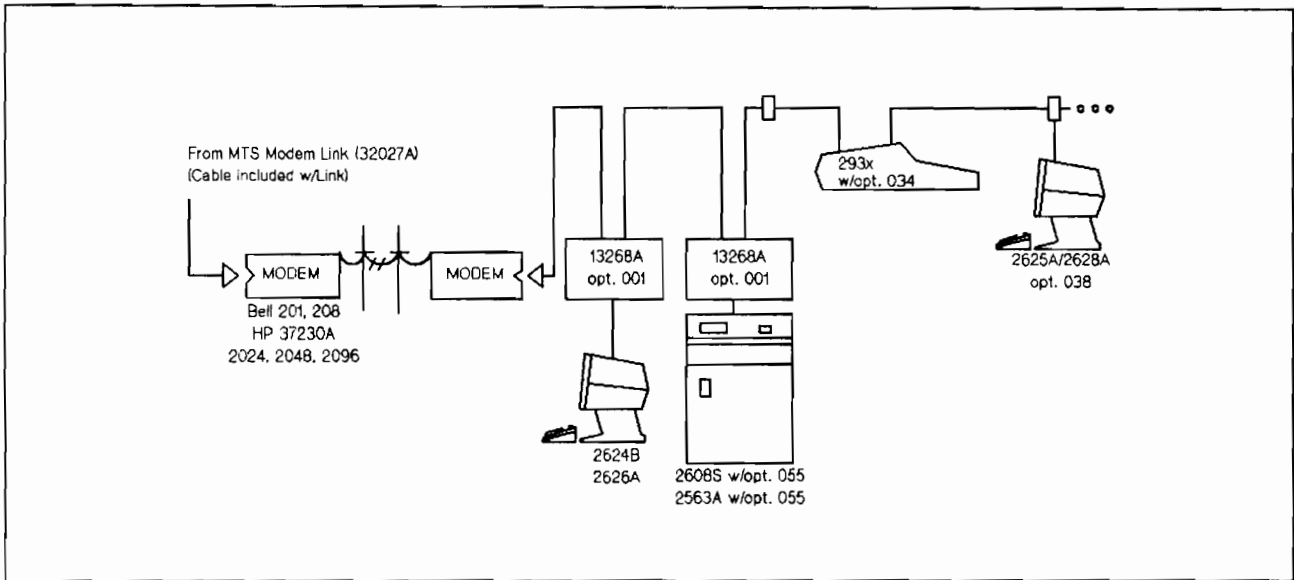 From MTS Modem Link (32027A)
(Cable included w/Link)
MODEM
Bell 201, 208
HP 37230A
2024, 2048, 2096
MODEM
13268A
opt. 001
2624B
2626A
13268A
opt. 001
2608S w/opt. 055
2563A w/opt. 055
293x
w/opt. 034
2625A/2628A
opt. 038